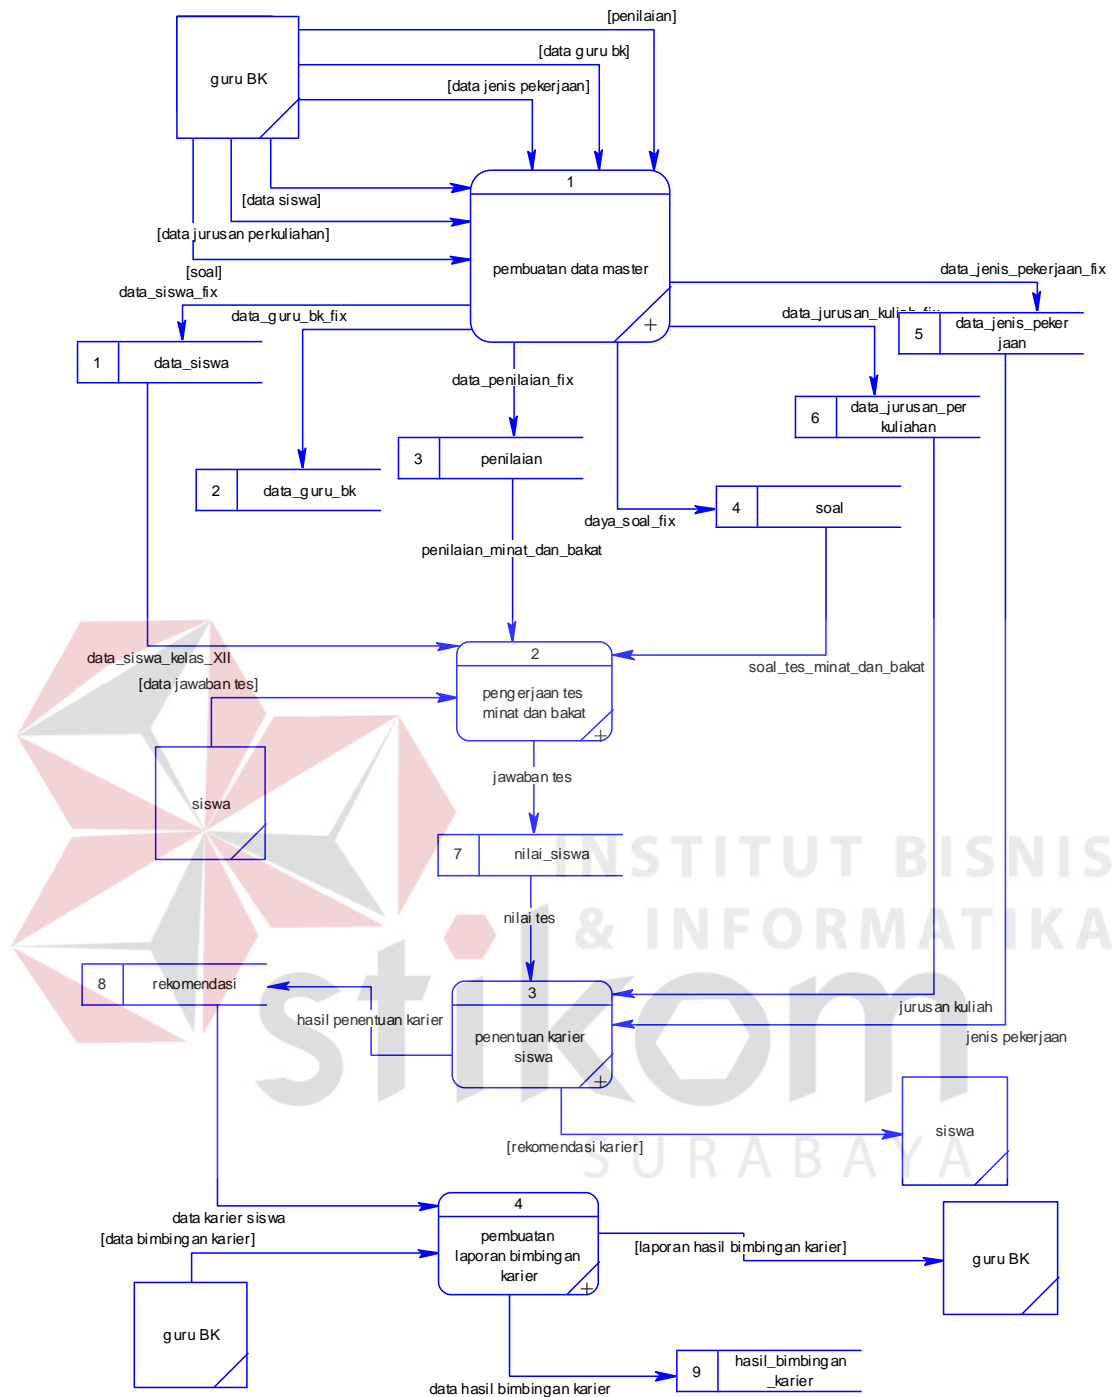 [penilaian]
[data guru bk]
guru BK
[data jenis pekerjaan]
1
[data siswa]
[data jurusan perkuliahan]
pembuatan data master
[soal]
data_jenis_pekerjaan_fix
data_siswa_fix
data_guru_bk_fix
data_jurusan_kuliah_fix
+
5
data_jenis_peker
jaan
1
data_siswa
data_penilaian_fix
6
data_jurusan_per
kuliahan
3
penilaian
2
data_guru_bk
4
soal
daya_soal_fix
penilaian_minat_dan_bakat
2
data_siswa_kelas_XII
soal_tes_minat_dan_bakat
[data jawaban tes]
pengerjaan tes
minat dan bakat
+
jawaban tes
siswa
7
nilai_siswa
INSTITUT BISNIS
& INFORMATIKA
nilai tes
8
rekomendasi
stikom
3
hasil penentuan karier
jurusan kuliah
penentuan karier
siswa
jenis pekerjaan
+
siswa
[rekomendasi karier]
SURABAYA
4
data karier siswa
[data bimbingan karier]
pembuatan
laporan bimbingan
karier
[laporan hasil bimbingan karier]
guru BK
+
guru BK
9
hasil_bimbingan
_karier
data hasil bimbingan karier